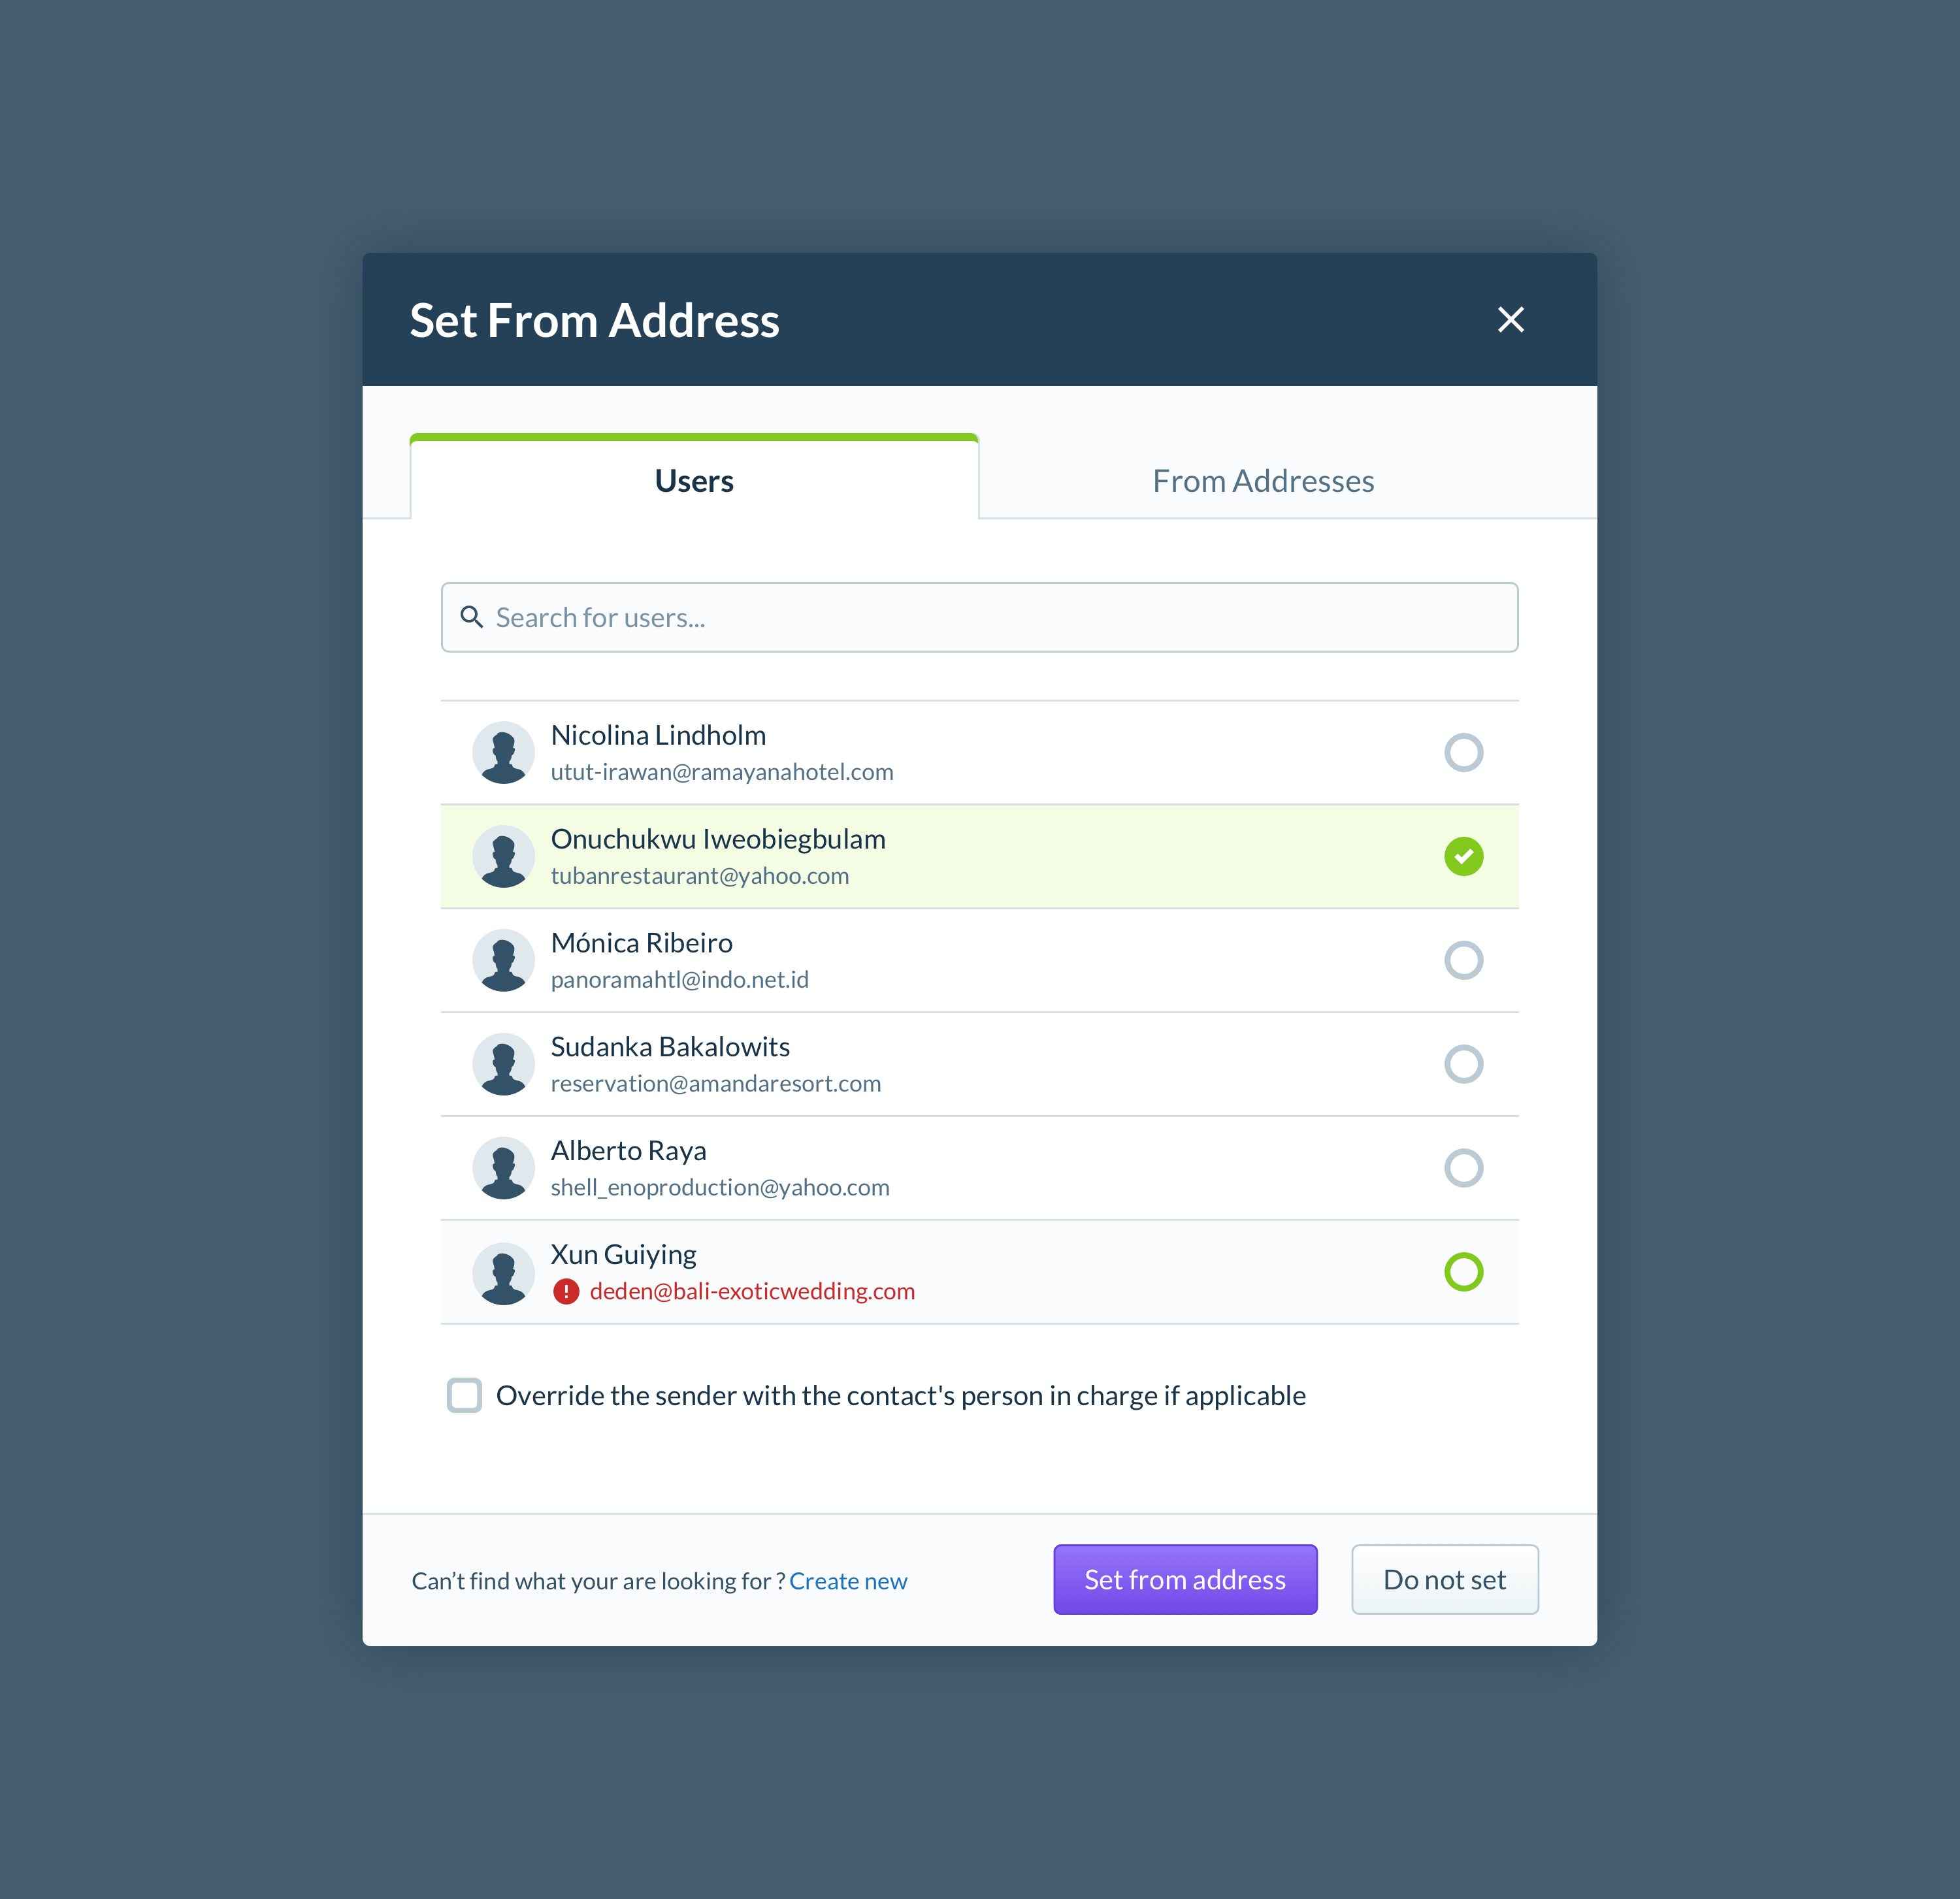 Set From Address
Users
From Addresses
Search for users...
Nicolina Lindholm
utut-irawan@ramayanahotel.com
Onuchukwu Iweobiegbulam
tubanrestaurant@yahoo.com
Mónica Ribeiro
panoramahtl@indo.net.id
Sudanka Bakalowits
reservation@amandaresort.com
Alberto Raya
shell_enoproduction@yahoo.com
Xun Guiying
deden@bali-exoticwedding.com
Override the sender with the contact's person in charge if applicable
Can’t find what your are looking for ? Create new
Set from address
Do not set